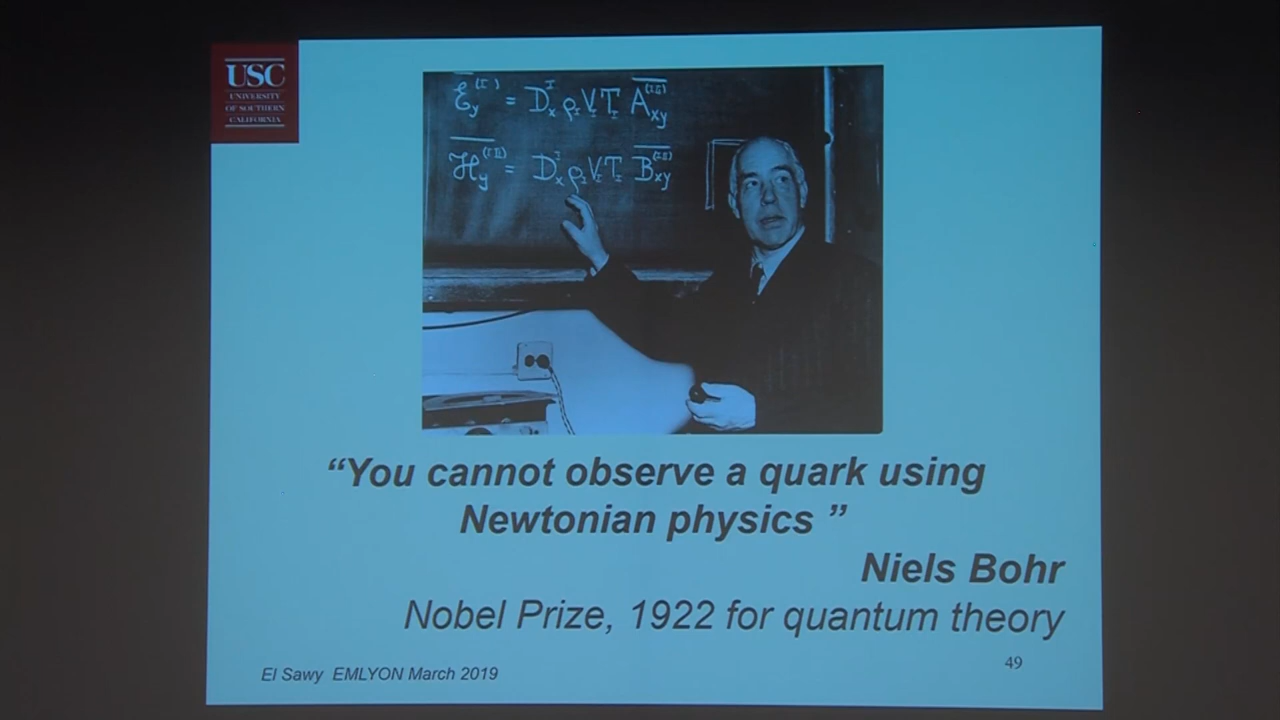 USC
UNIVERSITY
OF SOUTHERN
CALIFORNIA
“You cannot observe a quark using
Newtonian physics ”
Niels Bohr
Nobel Prize, 1922 for quantum theory
El Sawy EMLYON March 2019
49